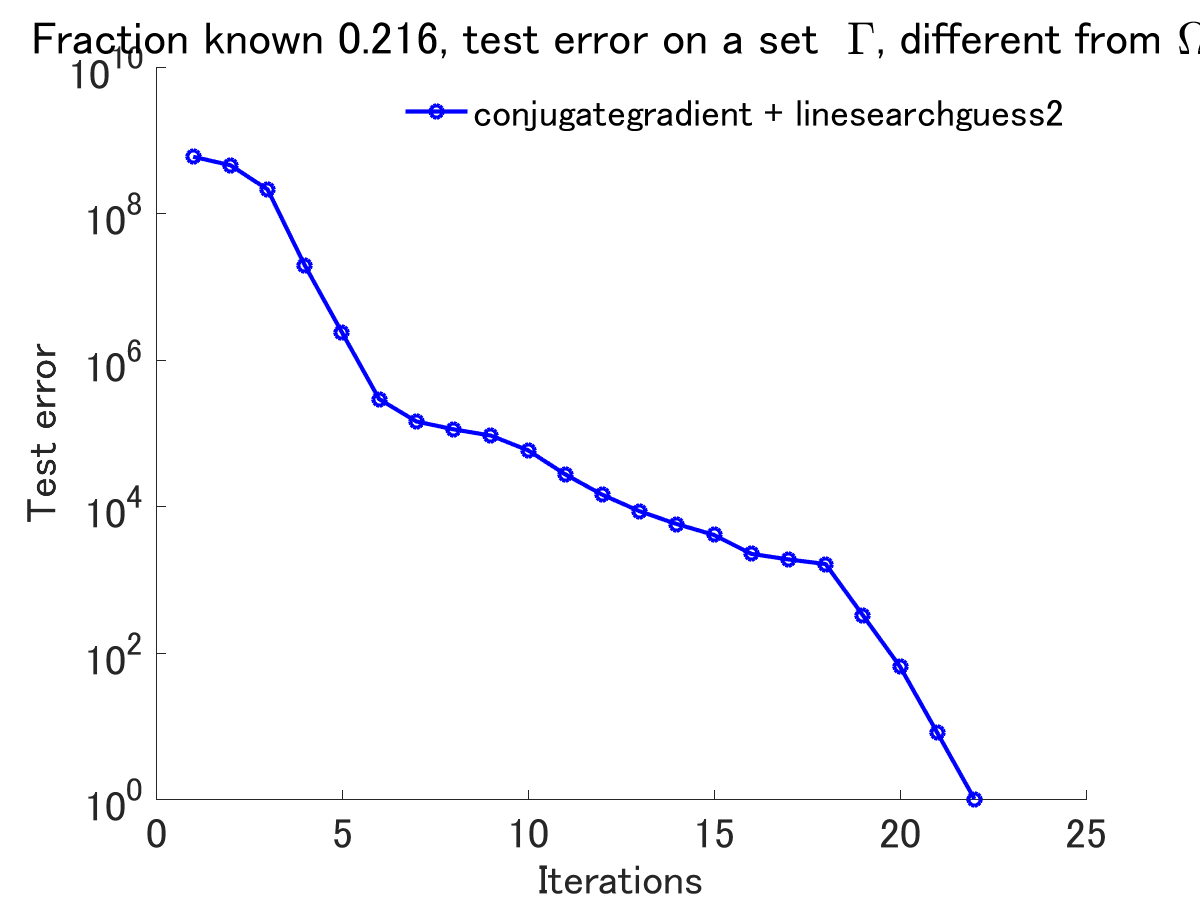 Fraction known 0.216, test error on a set Γ, different from Ω
10^10
conjugategradient + linesearchguess2
10^8
10^6
10^4
10^2
10^0
Test error
0 5 10 15 20 25
Iterations